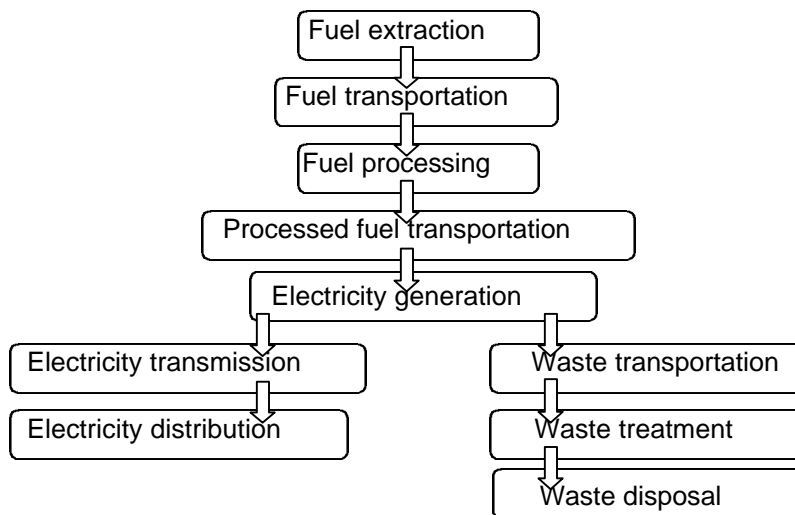 Fuel extraction
Fuel transportation
Fuel processing
Processed fuel transportation
Electricity generation
Electricity transmission
Waste transportation
Electricity distribution
Waste treatment
Waste disposal